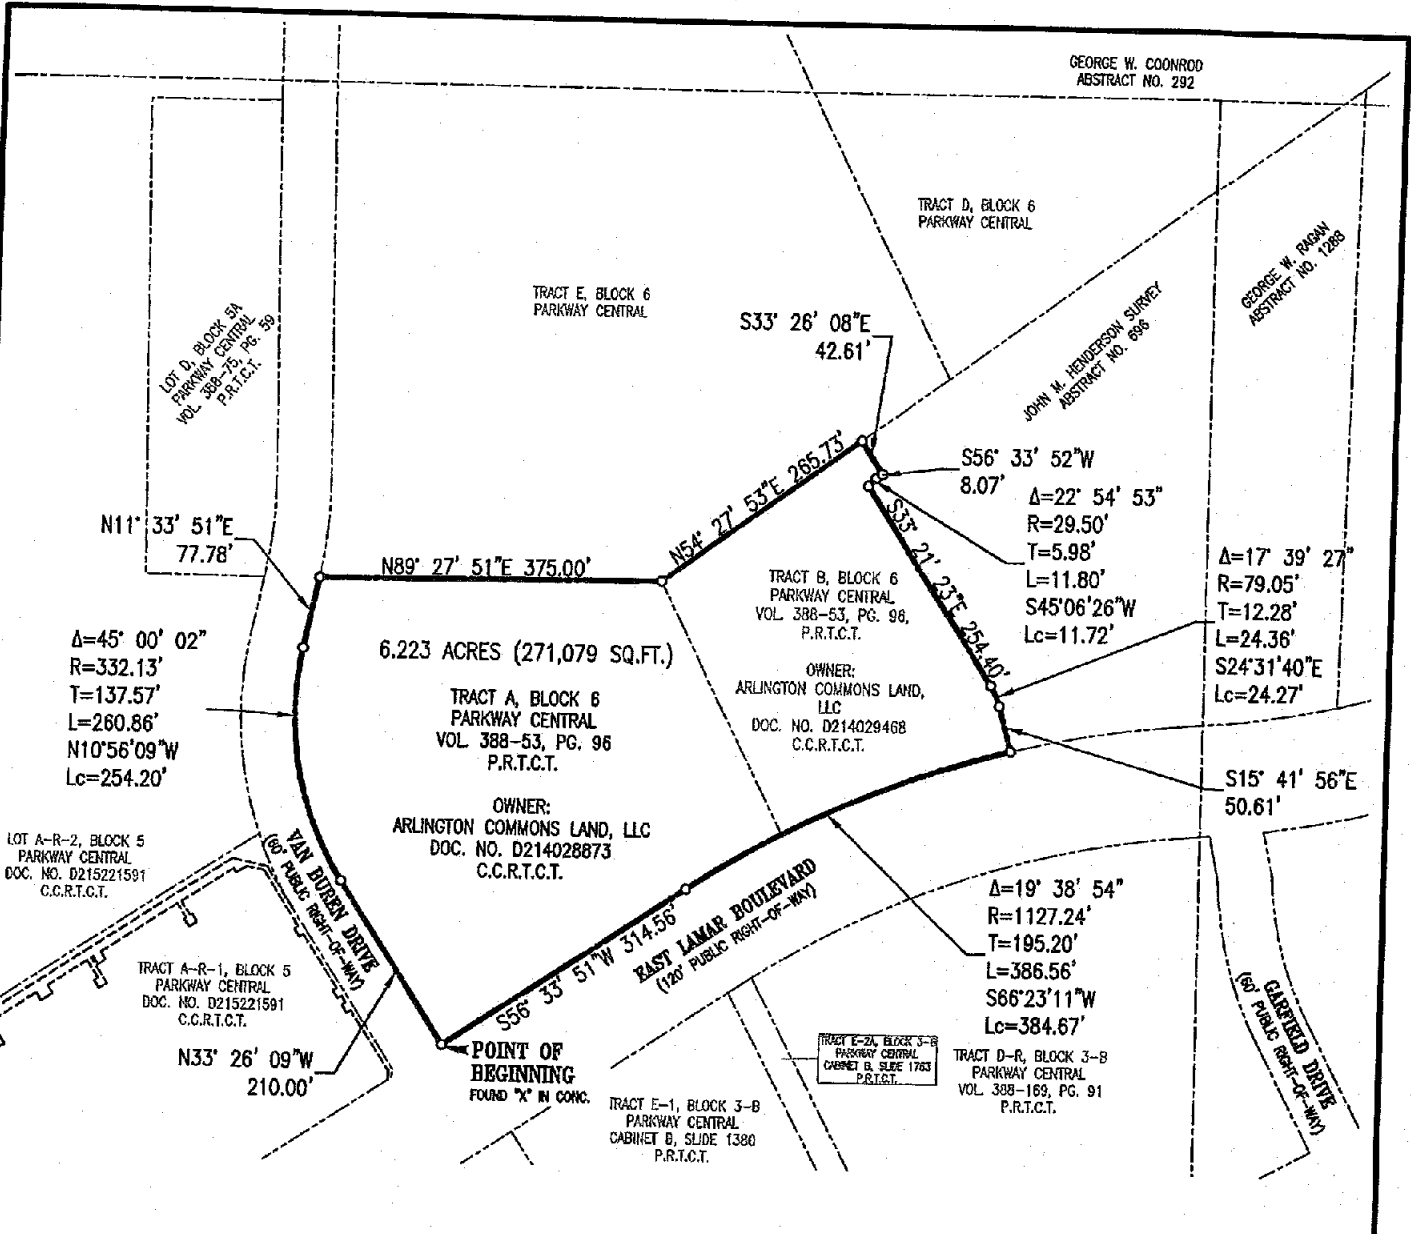 GEORGE W. COONROD
ABSTRACT NO. 292
TRACT D, BLOCK 6
PARKWAY CENTRAL
GEORGE W. RAGAN
ABSTRACT NO. 1288
TRACT E, BLOCK 6
PARKWAY CENTRAL
JOHN M. HENDERSON SURVEY
ABSTRACT NO. 696
LOT D, BLOCK 5A
PARKWAY CENTRAL
VOL. 388-75, PG. 59
P.R.T.C.T.
S33° 26' 08"E
42.61'
S56° 33' 52"W
8.07'
N54° 27' 53"E 265.73'
Δ=22° 54' 53"
R=29.50'
T=5.98'
L=11.80'
S45°06'26"W
Lc=11.72'
N11° 33' 51"E
77.78'
N89° 27' 51"E 375.00'
S33° 21' 23"E 254.40'
Δ=17° 39' 27"
R=79.05'
T=12.28'
L=24.36'
S24°31'40"E
Lc=24.27'
TRACT B, BLOCK 6
PARKWAY CENTRAL
VOL. 388-53, PG. 96,
P.R.T.C.T.
OWNER:
ARLINGTON COMMONS LAND,
LLC
DOC. NO. D214029468
C.C.R.T.C.T.
Δ=45° 00' 02"
R=332.13'
T=137.57'
L=260.86'
N10°56'09"W
Lc=254.20'
6.223 ACRES (271,079 SQ.FT.)
TRACT A, BLOCK 6
PARKWAY CENTRAL
VOL. 388-53, PG. 96
P.R.T.C.T.
OWNER:
ARLINGTON COMMONS LAND, LLC
DOC. NO. D214028873
C.C.R.T.C.T.
S15° 41' 56"E
50.61'
LOT A-R-2, BLOCK 5
PARKWAY CENTRAL
DOC. NO. D215221591
C.C.R.T.C.T.
VAN BUREN DRIVE
(60' PUBLIC RIGHT-OF-WAY)
EAST LAMAR BOULEVARD
(120' PUBLIC RIGHT-OF-WAY)
S56° 33' 51"W 314.56'
Δ=19° 38' 54"
R=1127.24'
T=195.20'
L=386.56'
S66°23'11"W
Lc=384.67'
TRACT A-R-1, BLOCK 5
PARKWAY CENTRAL
DOC. NO. D215221591
C.C.R.T.C.T.
N33° 26' 09"W
210.00'
POINT OF
BEGINNING
FOUND "X" IN CONC.
GARFIELD DRIVE
(60' PUBLIC RIGHT-OF-WAY)
TRACT E-2A, BLOCK 3-B
PARKWAY CENTRAL
CABINET B, SLIDE 1763
P.R.T.C.T.
TRACT D-R, BLOCK 3-B
PARKWAY CENTRAL
VOL. 388-169, PG. 91
P.R.T.C.T.
TRACT E-1, BLOCK 3-B
PARKWAY CENTRAL
CABINET B, SLIDE 1380
P.R.T.C.T.